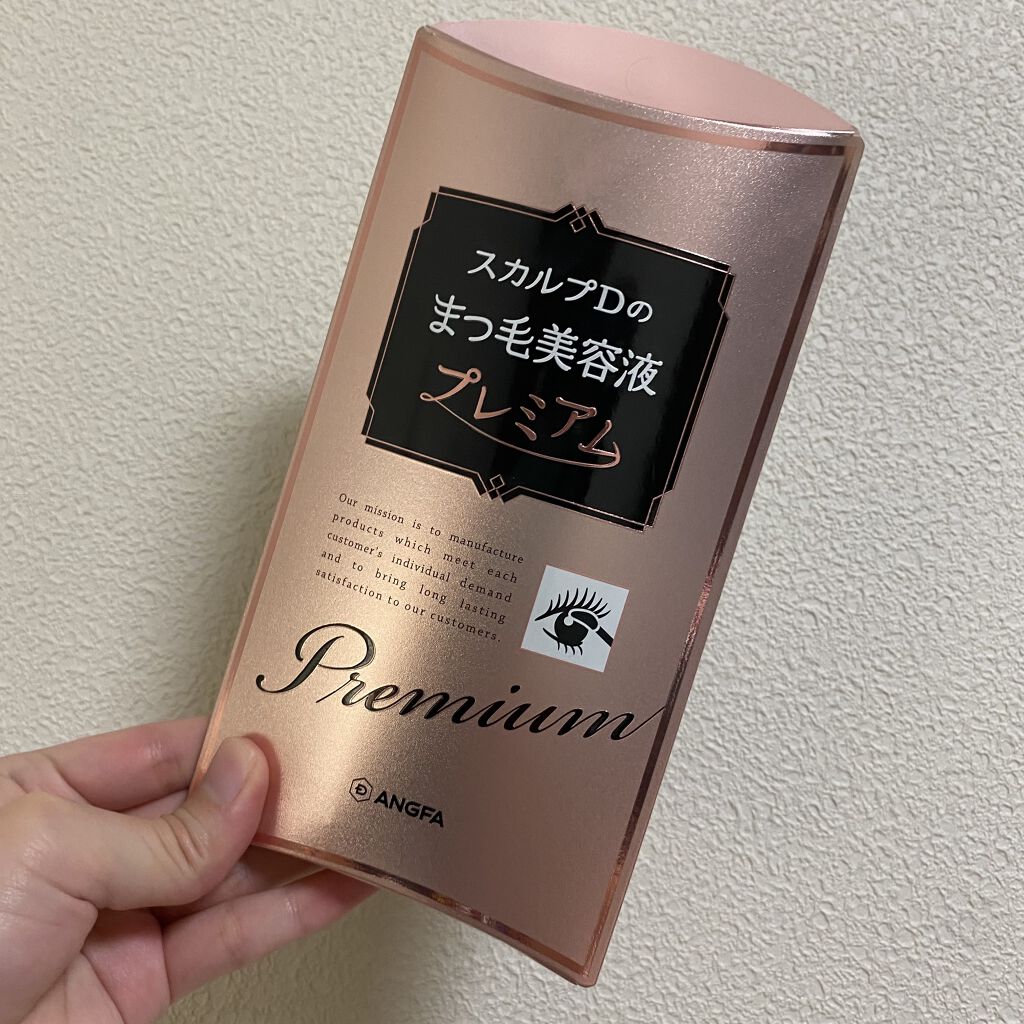 スカルプDの
まつ毛美容液
プレミアム
Our mission is to manufacture
products which meet each
customer's individual demand
and to bring long lasting
satisfaction to our customers.
Premium
ANGFA